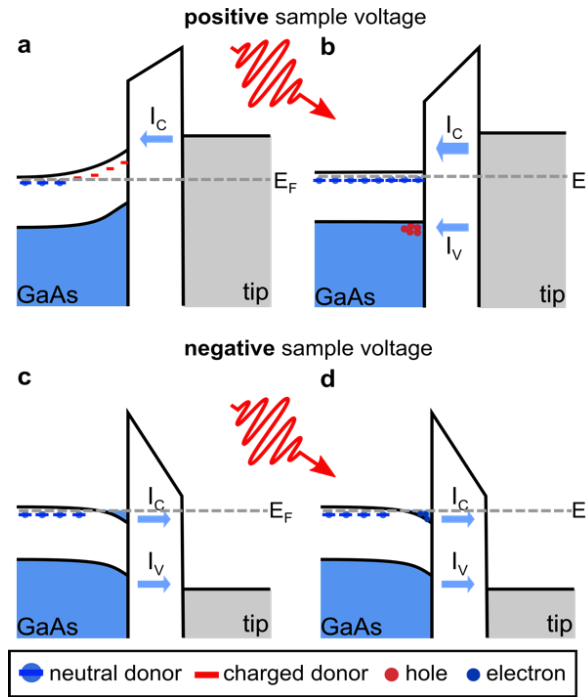 positive sample voltage
a
b
I_C
I_C
E_F
I_V
GaAs
tip
GaAs
tip
negative sample voltage
c
d
I_C
E_F
I_C
E
I_V
I_V
GaAs
tip
GaAs
tip
neutral donor
charged donor
hole
electron